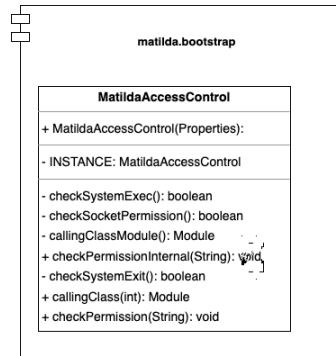 matilda.bootstrap
MatildaAccessControl
+ MatildaAccessControl(Properties):
- INSTANCE: MatildaAccessControl
- checkSystemExec(): boolean
- checkSocketPermission(): boolean
- callingClassModule(): Module
+ checkPermissionInternal(String): void
- checkSystemExit(): boolean
+ callingClass(int): Module
+ checkPermission(String): void